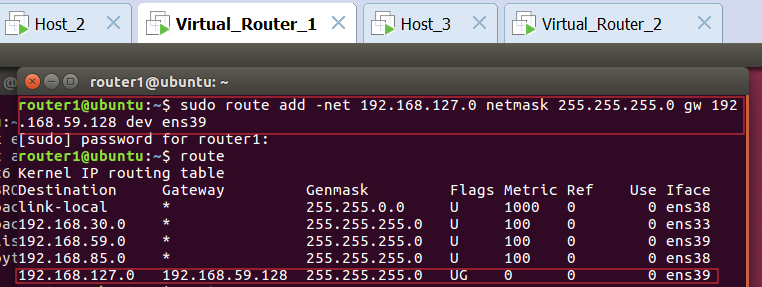 Host_2 Virtual_Router_1 Host_3 Virtual_Router_2
router1@ubuntu: ~
router1@ubuntu:~$ sudo route add -net 192.168.127.0 netmask 255.255.255.0 gw 192
.168.59.128 dev ens39
[sudo] password for router1:
router1@ubuntu:~$ route
Kernel IP routing table
Destination Gateway Genmask Flags Metric Ref Use Iface
link-local * 255.255.0.0 U 1000 0 0 ens38
192.168.30.0 * 255.255.255.0 U 100 0 0 ens33
192.168.59.0 * 255.255.255.0 U 100 0 0 ens39
192.168.85.0 * 255.255.255.0 U 100 0 0 ens38
192.168.127.0 192.168.59.128 255.255.255.0 UG 0 0 0 ens39